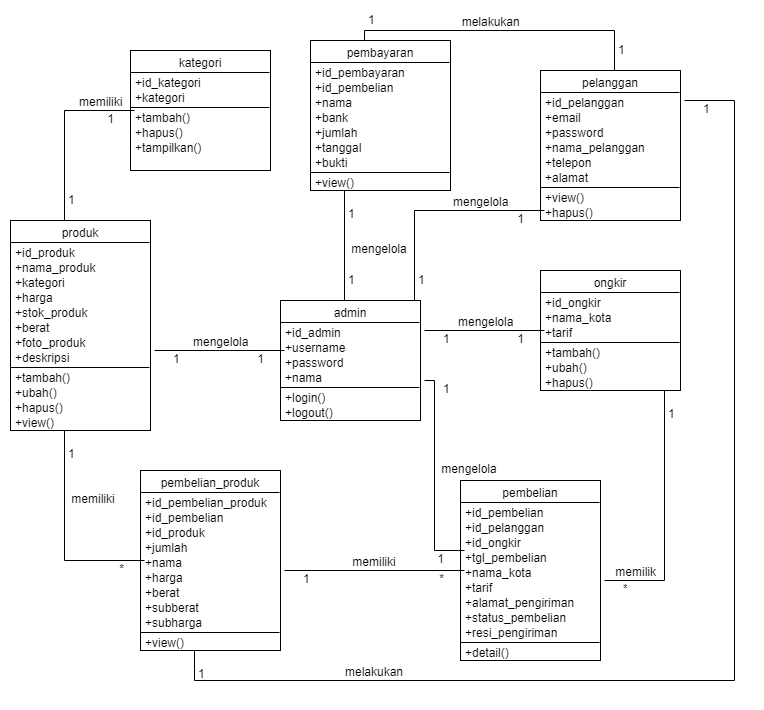 1
melakukan
1
kategori
+id_kategori
+kategori
+tambah()
+hapus()
+tampilkan()
memiliki
1
1
pembayaran
+id_pembayaran
+id_pembelian
+nama
+bank
+jumlah
+tanggal
+bukti
+view()
pelanggan
+id_pelanggan
+email
+password
+nama_pelanggan
+telepon
+alamat
+view()
+hapus()
1
mengelola
1
1
1
mengelola
1
produk
+id_produk
+nama_produk
+kategori
+harga
+stok_produk
+berat
+foto_produk
+deskripsi
+tambah()
+ubah()
+hapus()
+view()
mengelola
1
1
admin
+id_admin
+username
+password
+nama
+login()
+logout()
mengelola
1
1
ongkir
+id_ongkir
+nama_kota
+tarif
+tambah()
+ubah()
+hapus()
1
mengelola
1
1
1
memiliki
*
pembelian_produk
+id_pembelian_produk
+id_pembelian
+id_produk
+jumlah
+nama
+harga
+berat
+subberat
+subharga
+view()
memiliki
1
*
pembelian
+id_pembelian
+id_pelanggan
+id_ongkir
+tgl_pembelian
+nama_kota
+tarif
+alamat_pengiriman
+status_pembelian
+resi_pengiriman
+detail()
memilik
*
1
melakukan